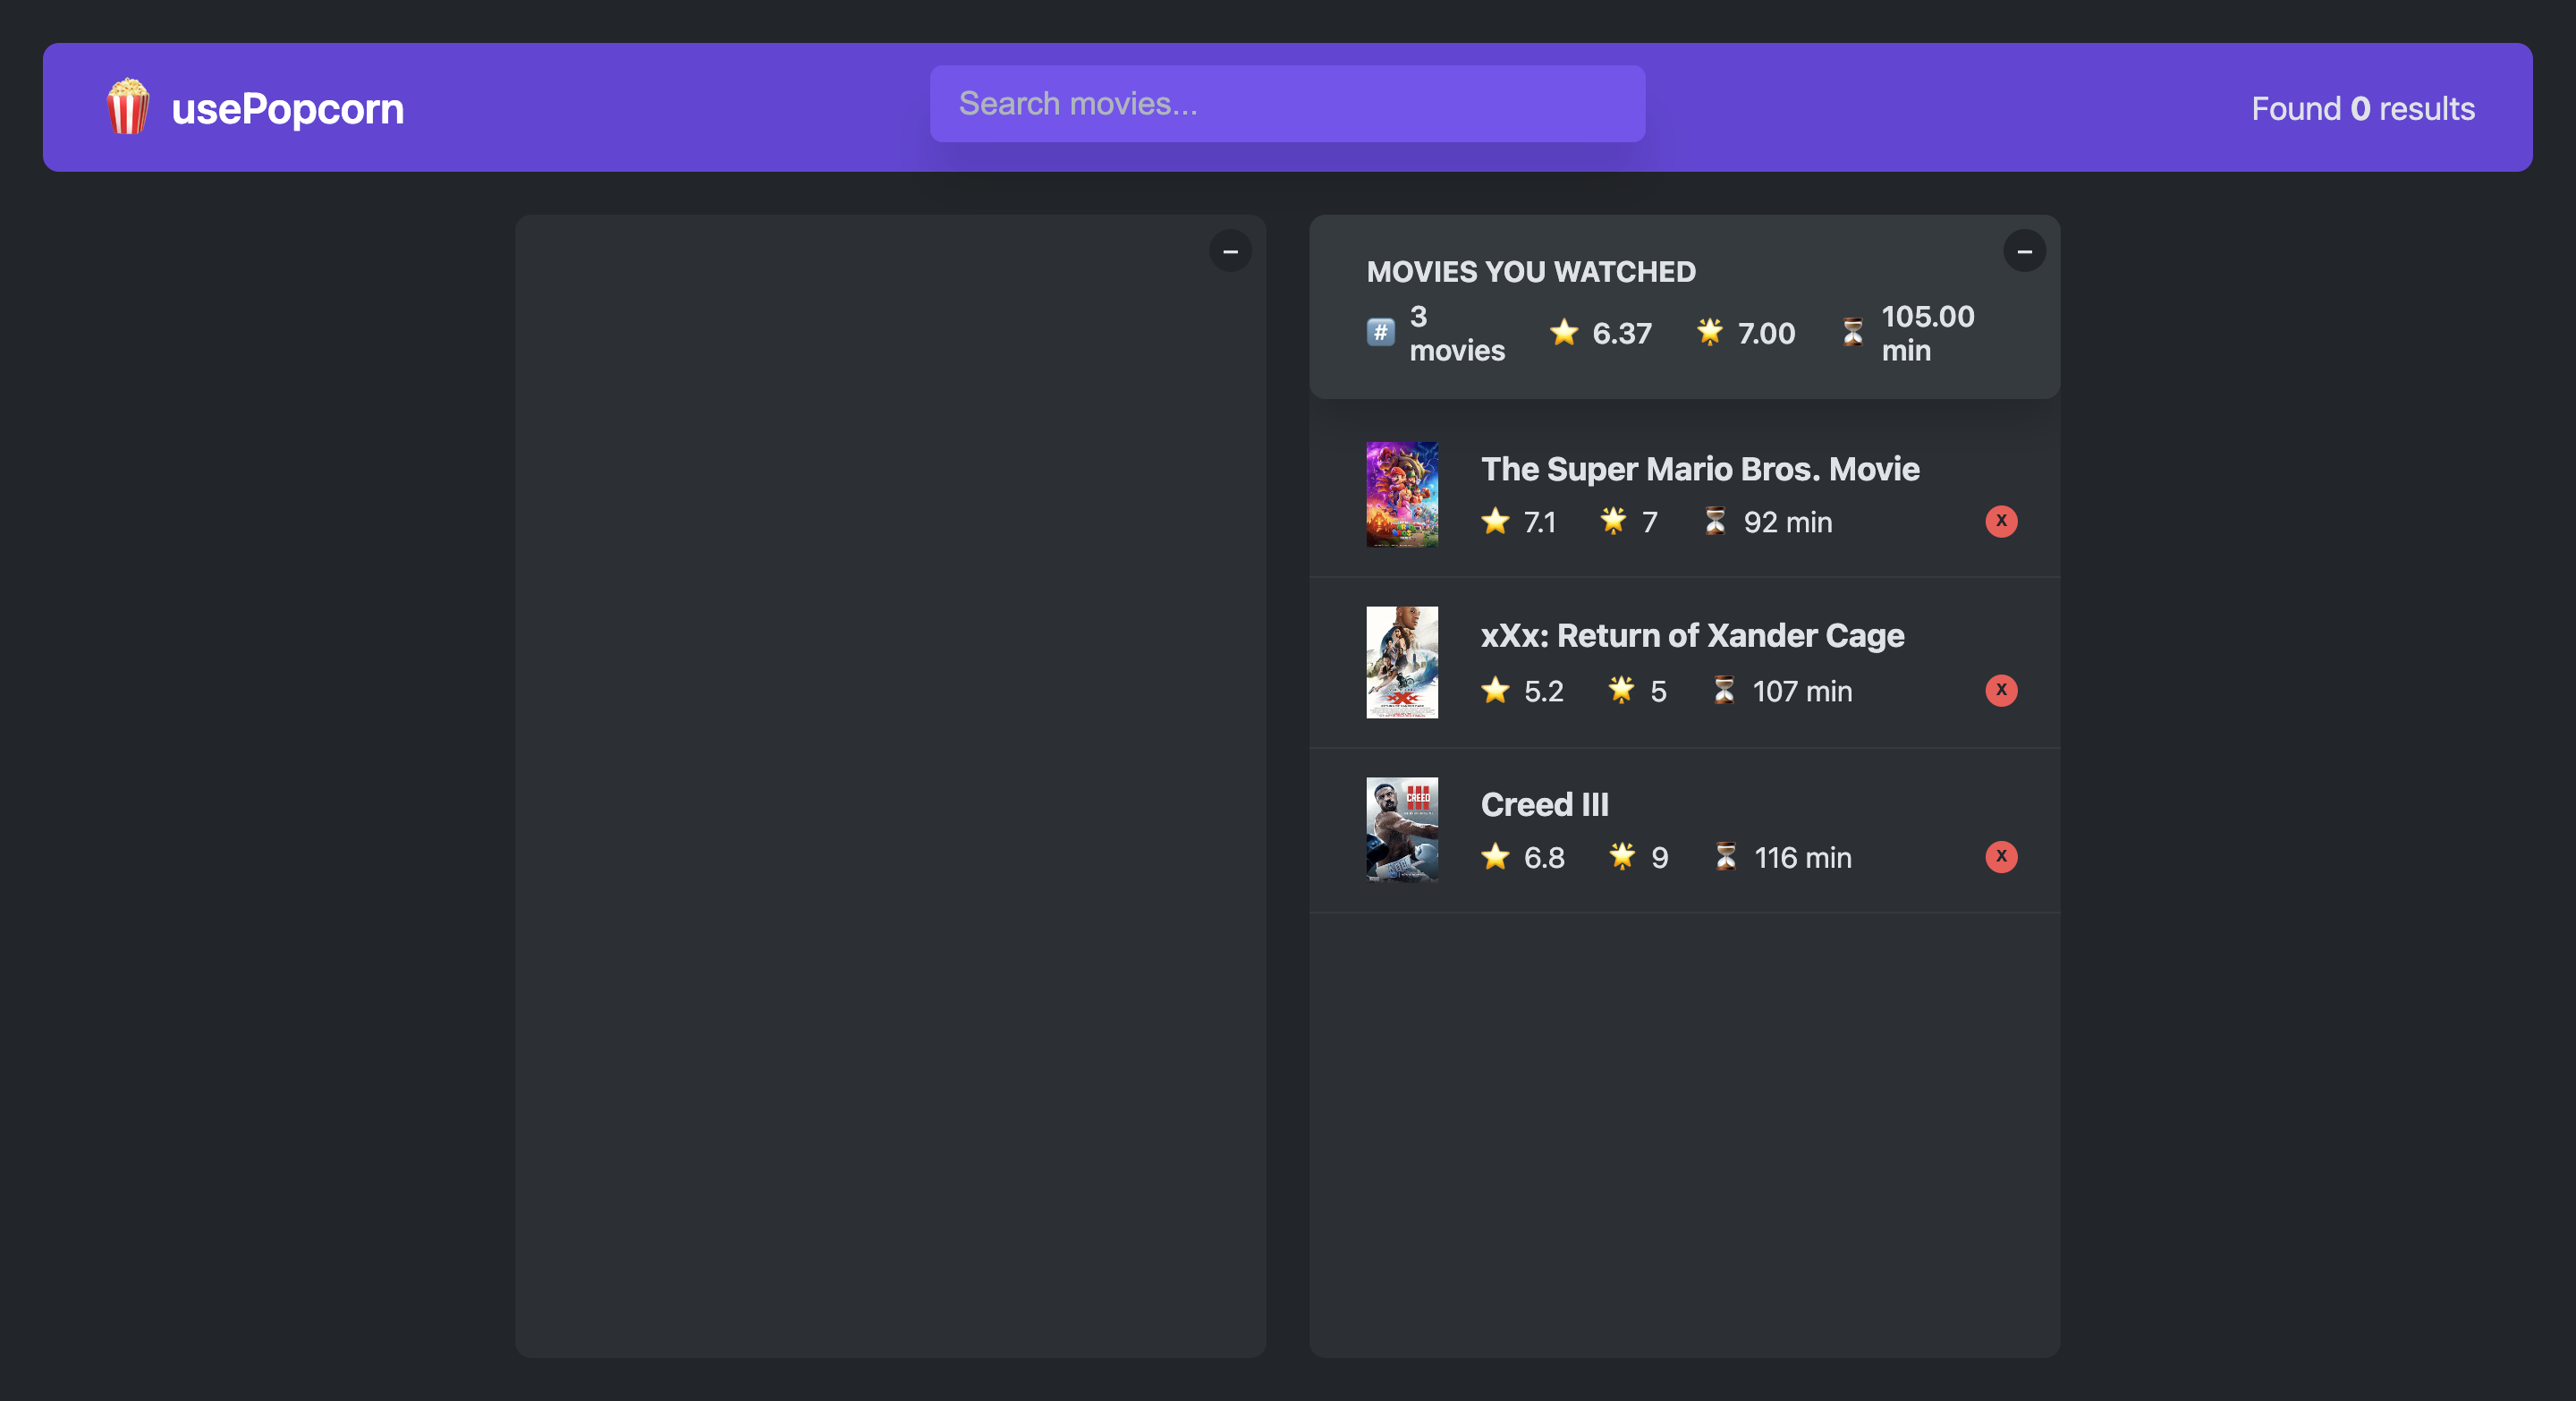 usePopcorn
Search movies...
Found 0 results
–
–
MOVIES YOU WATCHED
#️⃣ 3 movies ⭐️ 6.37 🌟 7.00 ⏳ 105.00 min
The Super Mario Bros. Movie
⭐️ 7.1 🌟 7 ⏳ 92 min X
xXx: Return of Xander Cage
⭐️ 5.2 🌟 5 ⏳ 107 min X
Creed III
⭐️ 6.8 🌟 9 ⏳ 116 min X
CREED